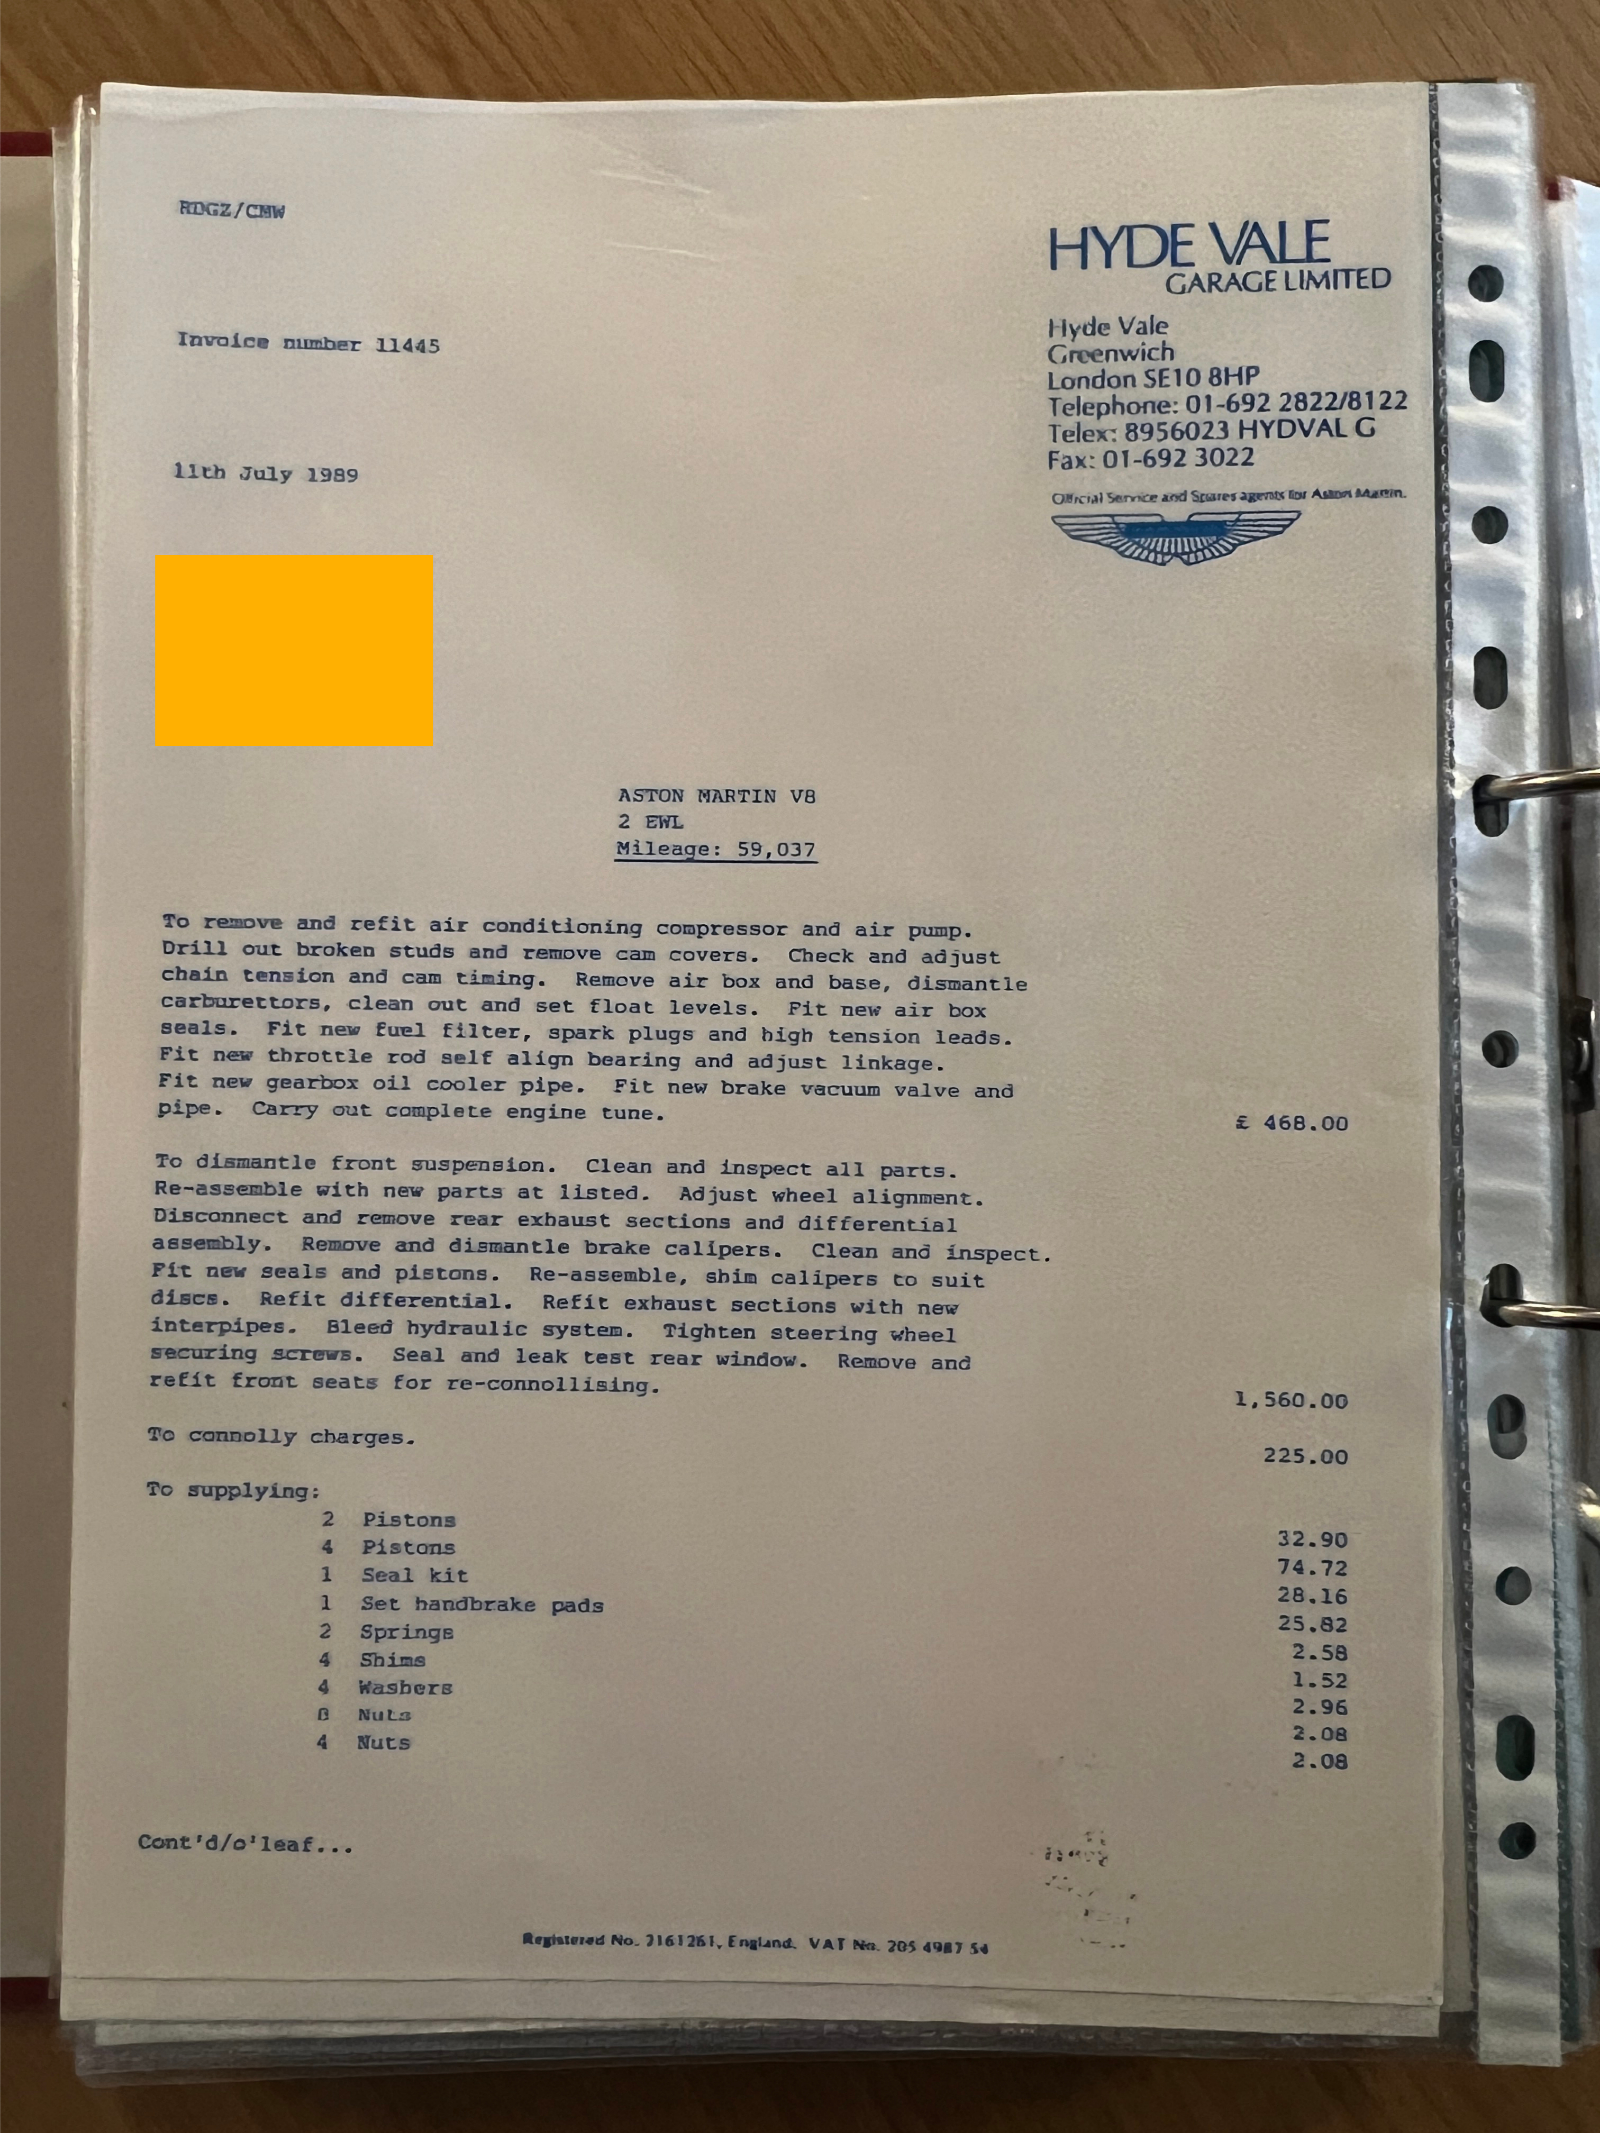 RDGZ/CMW
HYDE VALE
GARAGE LIMITED
Invoice number 11445
Hyde Vale
Greenwich
London SE10 8HP
Telephone: 01-692 2822/8122
Telex: 8956023 HYDVAL G
Fax: 01-692 3022
11th July 1989
Official Service and Spares agents for Aston Martin.
ASTON MARTIN V8
2 EWL
Mileage: 59,037
To remove and refit air conditioning compressor and air pump.
Drill out broken studs and remove cam covers. Check and adjust
chain tension and cam timing. Remove air box and base, dismantle
carburettors, clean out and set float levels. Fit new air box
seals. Fit new fuel filter, spark plugs and high tension leads.
Fit new throttle rod self align bearing and adjust linkage.
Fit new gearbox oil cooler pipe. Fit new brake vacuum valve and
pipe. Carry out complete engine tune. £ 468.00
To dismantle front suspension. Clean and inspect all parts.
Re-assemble with new parts at listed. Adjust wheel alignment.
Disconnect and remove rear exhaust sections and differential
assembly. Remove and dismantle brake calipers. Clean and inspect.
Fit new seals and pistons. Re-assemble, shim calipers to suit
discs. Refit differential. Refit exhaust sections with new
interpipes. Bleed hydraulic system. Tighten steering wheel
securing screws. Seal and leak test rear window. Remove and
refit front seats for re-connollising. 1,560.00
To connolly charges. 225.00
To supplying:
2 Pistons 32.90
4 Pistons 74.72
1 Seal kit 28.16
1 Set handbrake pads 25.82
2 Springs 2.58
4 Shims 1.52
4 Washers 2.96
8 Nuts 2.08
4 Nuts 2.08
Cont'd/o'leaf...
Registered No. 2161261, England. VAT No. 205 4987 54